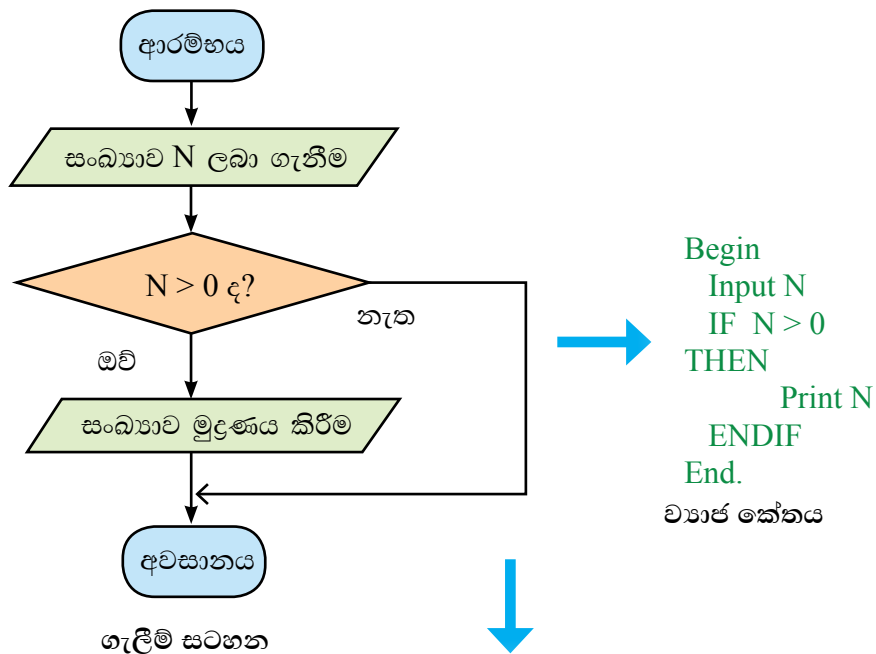 ආරම්භය
සංඛ්‍යාව N ලබා ගැනීම
N > 0 ද?
නැත
ඔව්
සංඛ්‍යාව මුද්‍රණය කිරීම
අවසානය
ගැලීම් සටහන
Begin
Input N
IF N > 0
THEN
Print N
ENDIF
End.
ව්‍යාජ කේතය